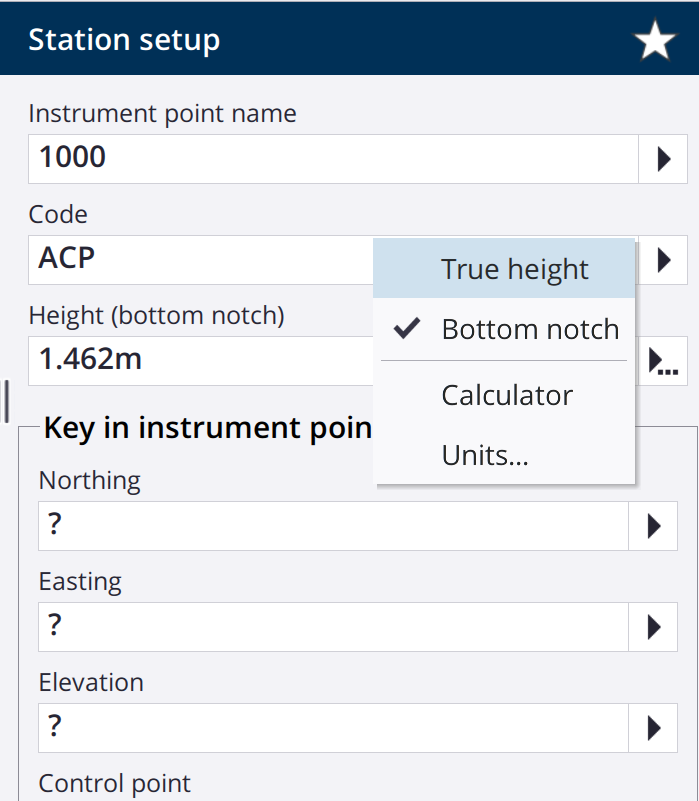 Station setup
Instrument point name
1000
Code
ACP
True height
Height (bottom notch)
Bottom notch
1.462m
...
Calculator
Key in instrument poin
Units...
Northing
?
Easting
?
Elevation
?
Control point